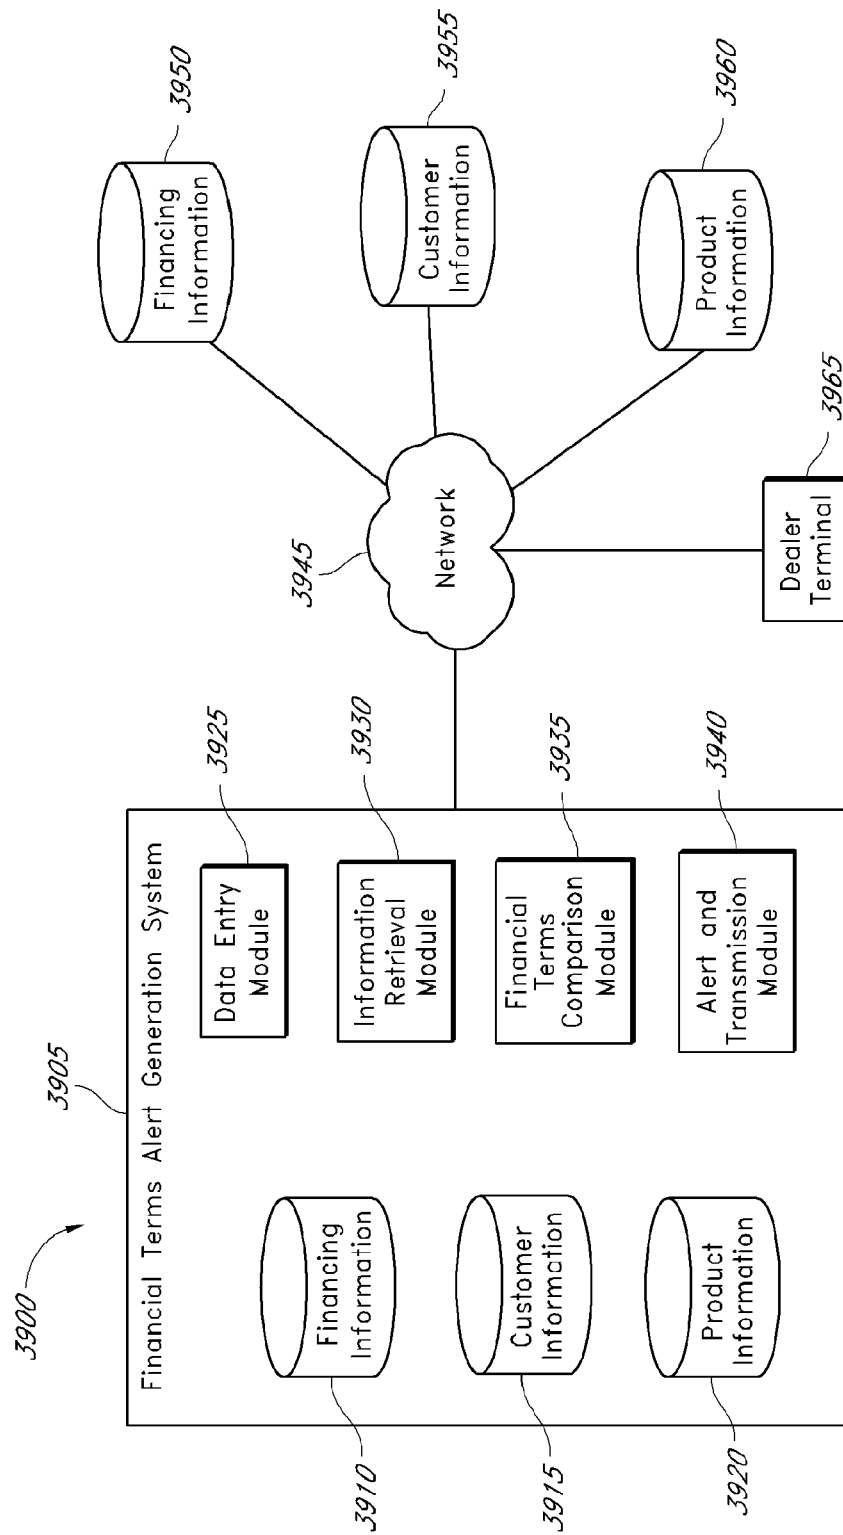 3900
3905
Financial Terms Alert Generation System
3910
Financing
Information
3915
Customer
Information
3920
Product
Information
3925
Data Entry
Module
3930
Information
Retrieval
Module
3935
Financial
Terms
Comparison
Module
3940
Alert and
Transmission
Module
3945
Network
3950
Financing
Information
3955
Customer
Information
3960
Product
Information
3965
Dealer
Terminal